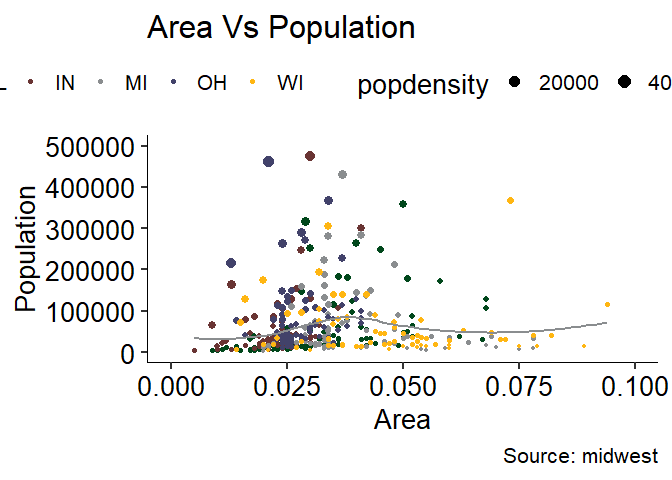 Area Vs Population
IN MI OH WI popdensity 20000 40
500000
400000
300000
200000
100000
0
Population
0.000 0.025 0.050 0.075 0.100
Area
Source: midwest